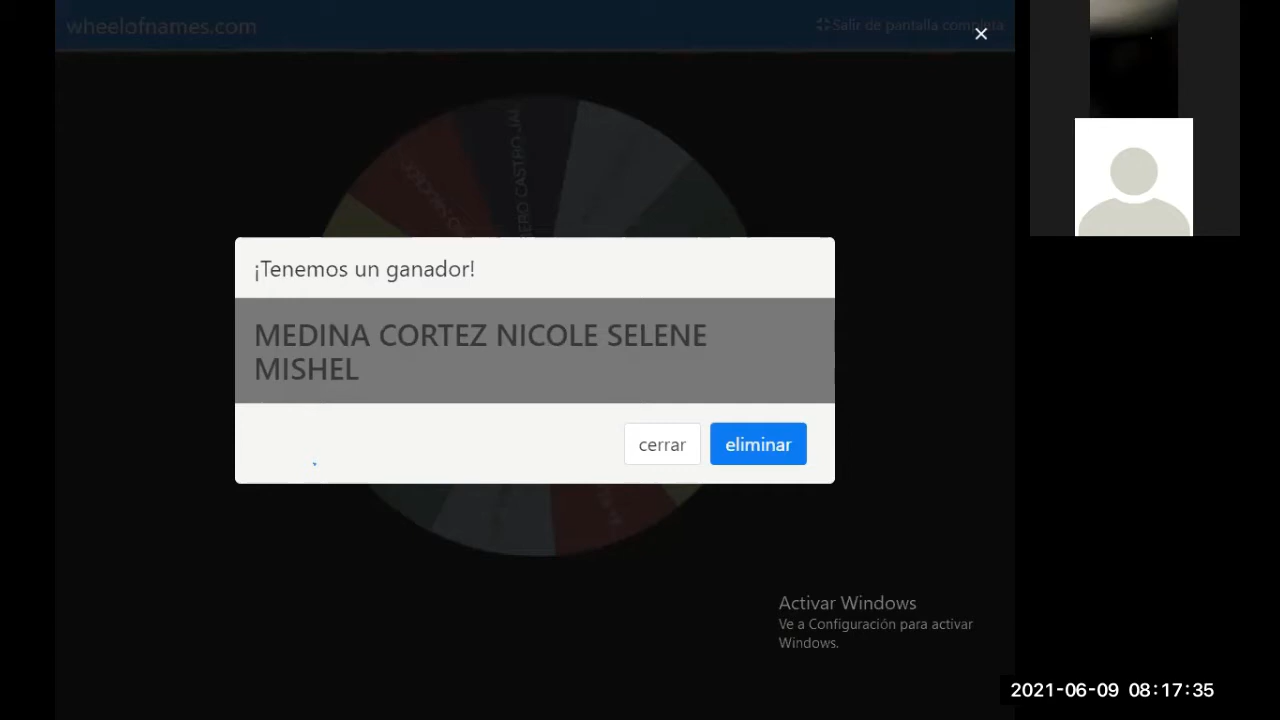 wheelofnames.com
Salir de pantalla completa
¡Tenemos un ganador!
MEDINA CORTEZ NICOLE SELENE
MISHEL
cerrar
eliminar
Activar Windows
Ve a Configuración para activar
Windows.
2021-06-09 08:17:35